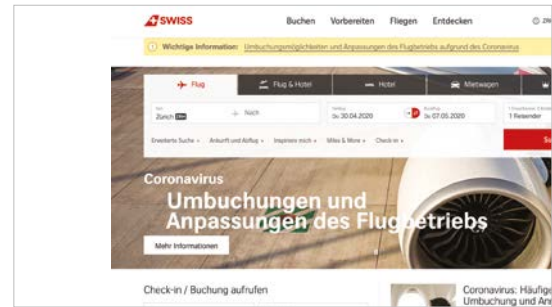 SWISS
Buchen Vorbereiten Fliegen Entdecken
Wichtige Information: Umbuchungsmöglichkeiten und Anpassungen des Flugbetriebs aufgrund des Coronavirus.
Flug Flug & Hotel Hotel Mietwagen
Nach
Zürich Do 30.04.2020 Do 07.05.2020 1 Reisender
Erweiterte Suche Ankunft und Abflug Inspiriere mich Miles & More Check-in
Coronavirus
Umbuchungen und
Anpassungen des Flugbetriebs
Mehr Informationen
Check-in / Buchung aufrufen
Coronavirus: Häufig
Umbuchung und An